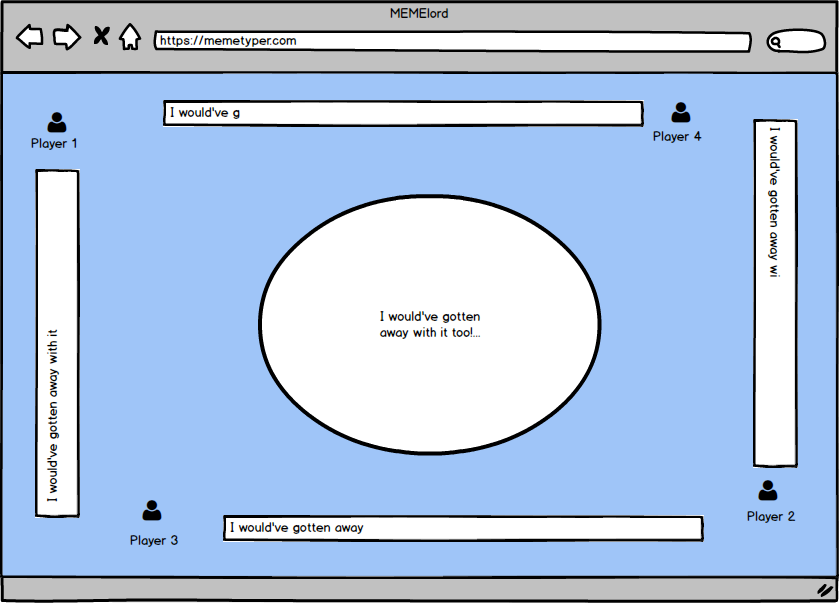 MEMElord
https://memetyper.com
I would've g
Player 4
Player 1
I would've gotten away wi
I would've gotten
away with it too!...
I would've gotten away with it
Player 2
I would've gotten away
Player 3